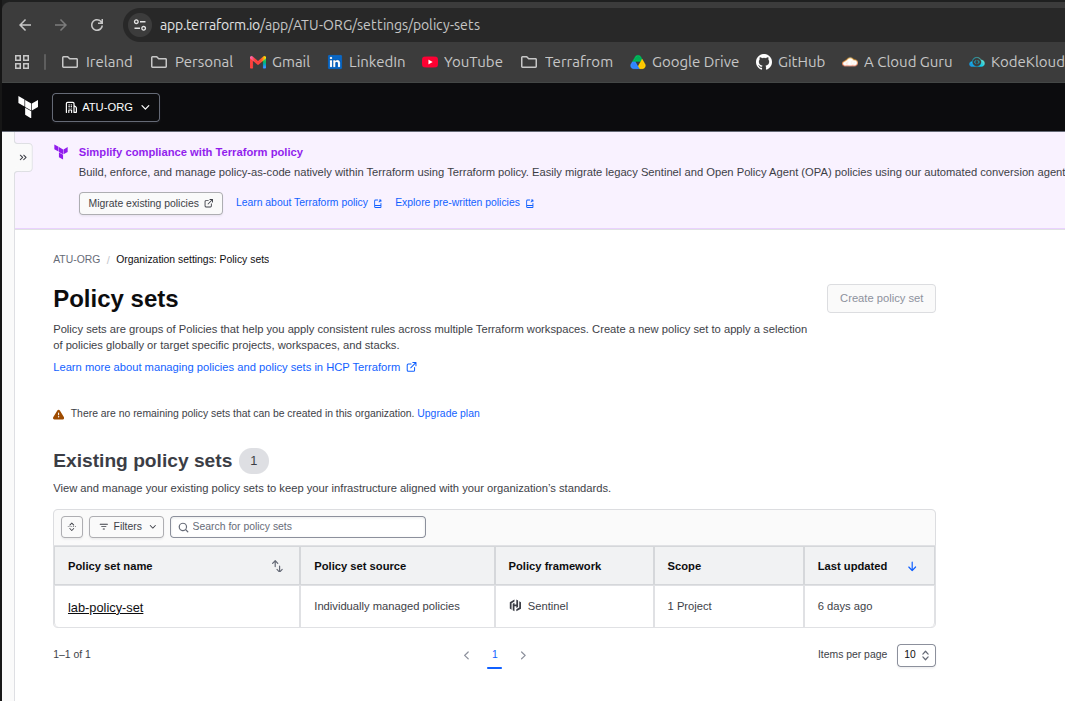 app.terraform.io/app/ATU-ORG/settings/policy-sets
Ireland Personal Gmail LinkedIn YouTube Terrafrom Google Drive GitHub A Cloud Guru KodeKloud
ATU-ORG
Simplify compliance with Terraform policy
Build, enforce, and manage policy-as-code natively within Terraform using Terraform policy. Easily migrate legacy Sentinel and Open Policy Agent (OPA) policies using our automated conversion agent
Migrate existing policies Learn about Terraform policy Explore pre-written policies
ATU-ORG / Organization settings: Policy sets
Policy sets
Create policy set
Policy sets are groups of Policies that help you apply consistent rules across multiple Terraform workspaces. Create a new policy set to apply a selection
of policies globally or target specific projects, workspaces, and stacks.
Learn more about managing policies and policy sets in HCP Terraform
There are no remaining policy sets that can be created in this organization. Upgrade plan
Existing policy sets 1
View and manage your existing policy sets to keep your infrastructure aligned with your organization's standards.
Filters Search for policy sets
Policy set name Policy set source Policy framework Scope Last updated
lab-policy-set Individually managed policies Sentinel 1 Project 6 days ago
1–1 of 1 1 Items per page 10